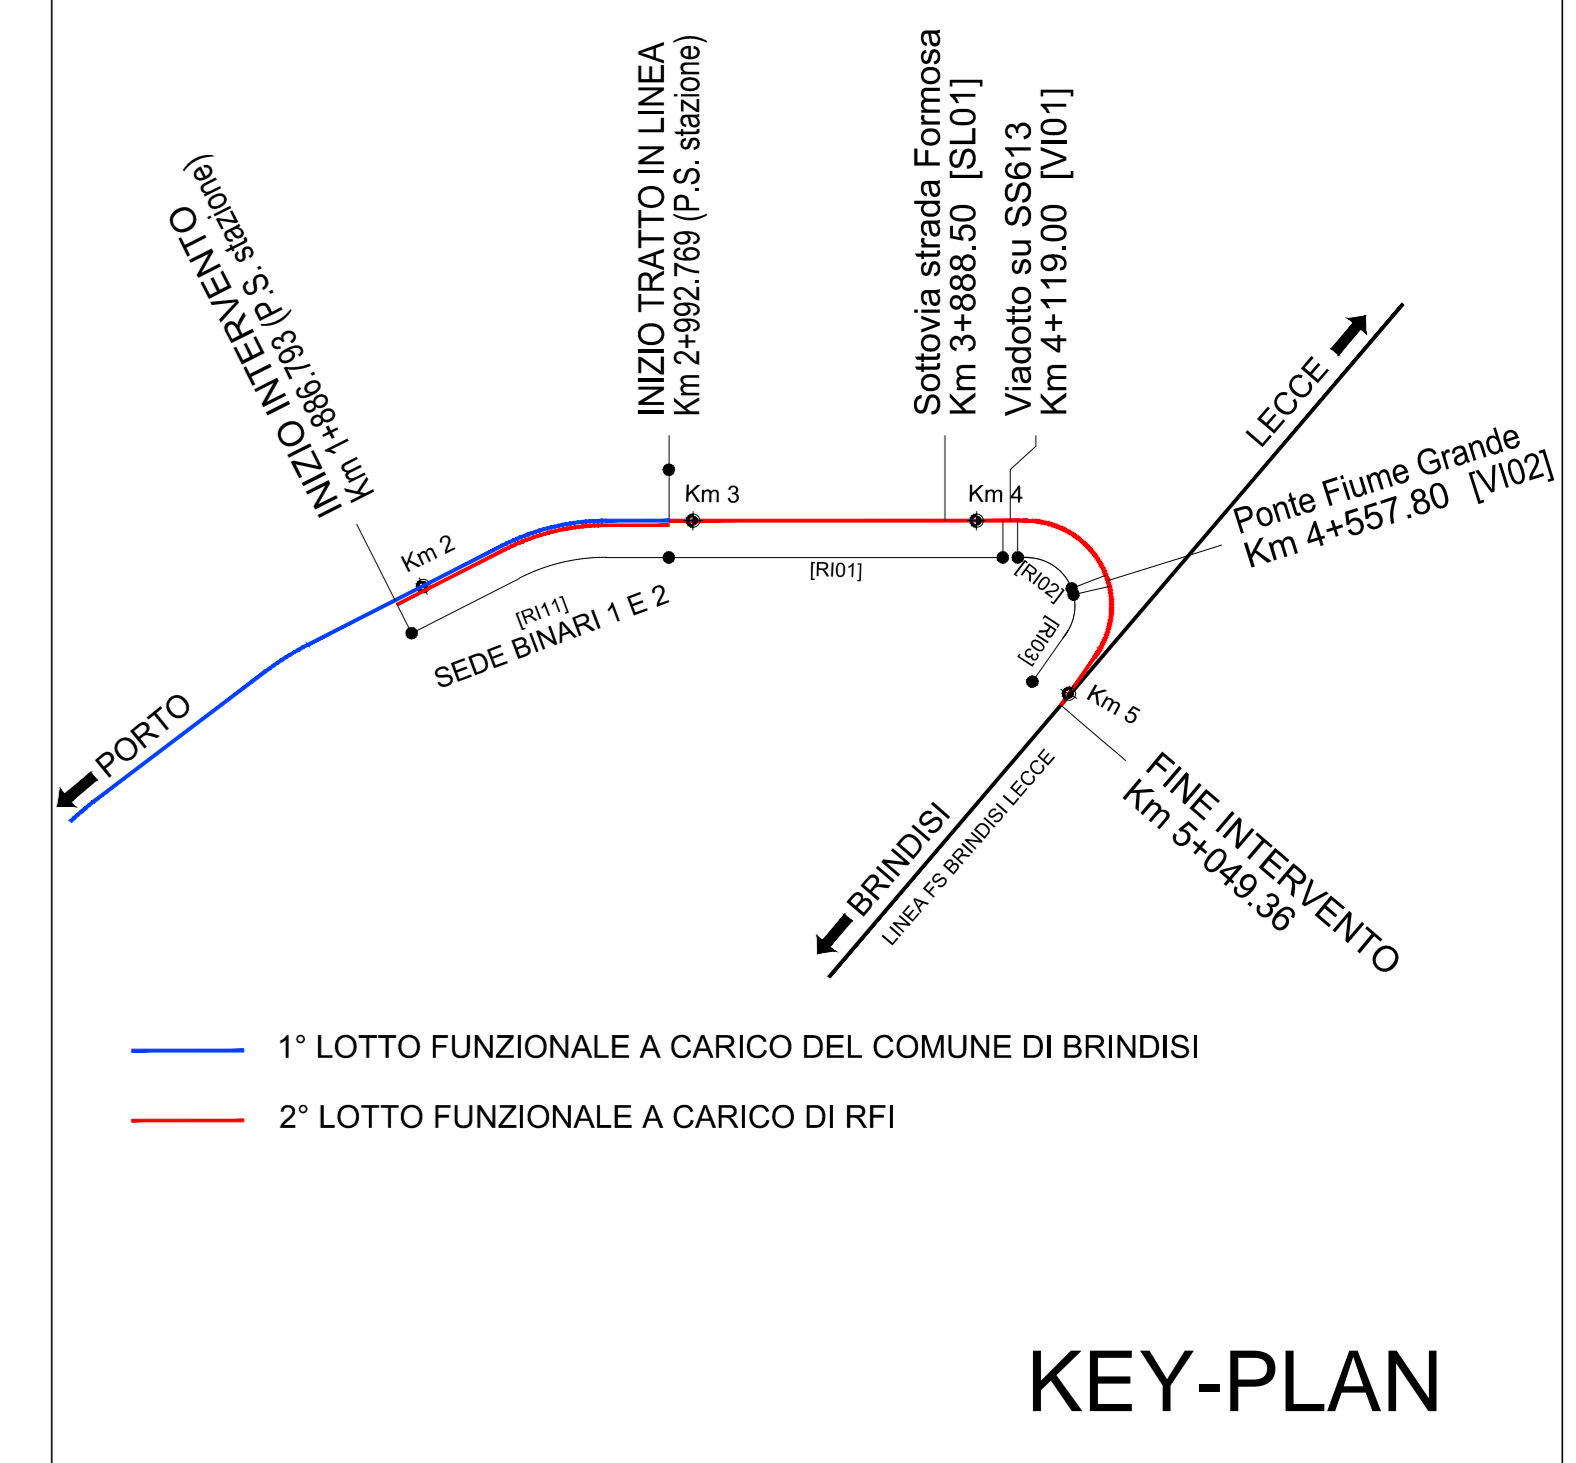 INIZIO INTERVENTO
Km 1+886.793 (P.S. stazione)
INIZIO TRATTO IN LINEA
Km 2+992.769 (P.S. stazione)
Sottovia strada Formosa
Km 3+888.50 [SL01]
Viadotto su SS613
Km 4+119.00 [VI01]
LECCE
Ponte Fiume Grande
Km 4+557.80 [VI02]
Km 2
Km 3
Km 4
[RI11]
SEDE BINARI 1 E 2
[RI01]
[RI02]
[RI03]
Km 5
PORTO
BRINDISI
LINEA FS BRINDISI LECCE
FINE INTERVENTO
Km 5+049.36
1° LOTTO FUNZIONALE A CARICO DEL COMUNE DI BRINDISI
2° LOTTO FUNZIONALE A CARICO DI RFI
KEY-PLAN